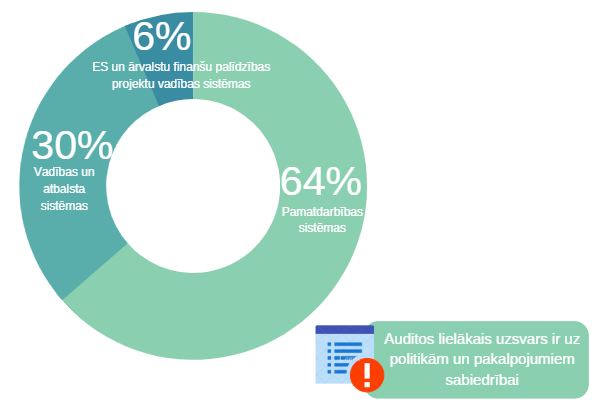 6%
ES un ārvalstu finanšu palīdzības
projektu vadības sistēmas
30%
Vadības un
atbalsta
sistēmas
64%
Pamatdarbības
sistēmas
Auditos lielākais uzsvars ir uz
politikām un pakalpojumiem
sabiedrībai